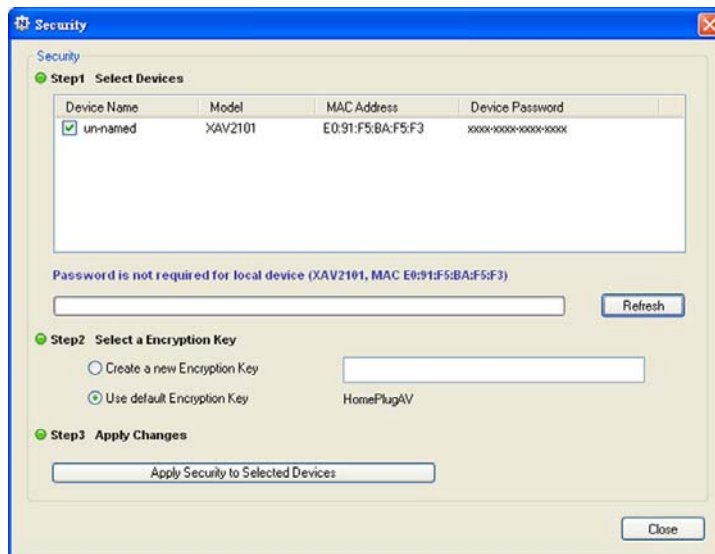 Security
Security
Step1 Select Devices
Device Name Model MAC Address Device Password
un-named XAV2101 E0:91:F5:BA:F5:F3 xxxx-xxxx-xxxx-xxxx
Password is not required for local device (XAV2101, MAC E0:91:F5:BA:F5:F3)
Refresh
Step2 Select a Encryption Key
Create a new Encryption Key
Use default Encryption Key HomePlugAV
Step3 Apply Changes
Apply Security to Selected Devices
Close